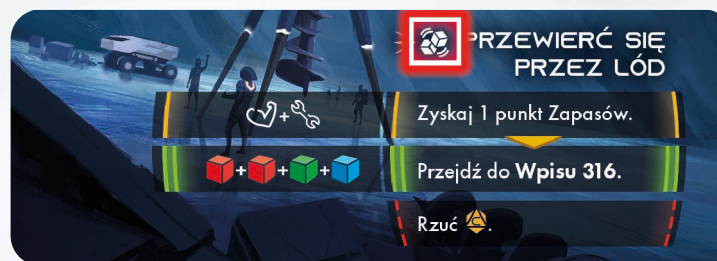 PRZEWIERĆ SIĘ
PRZEZ LÓD
+
Zyskaj 1 punkt Zapasów.
+ + +
Przejdź do Wpisu 316.
Rzuć .